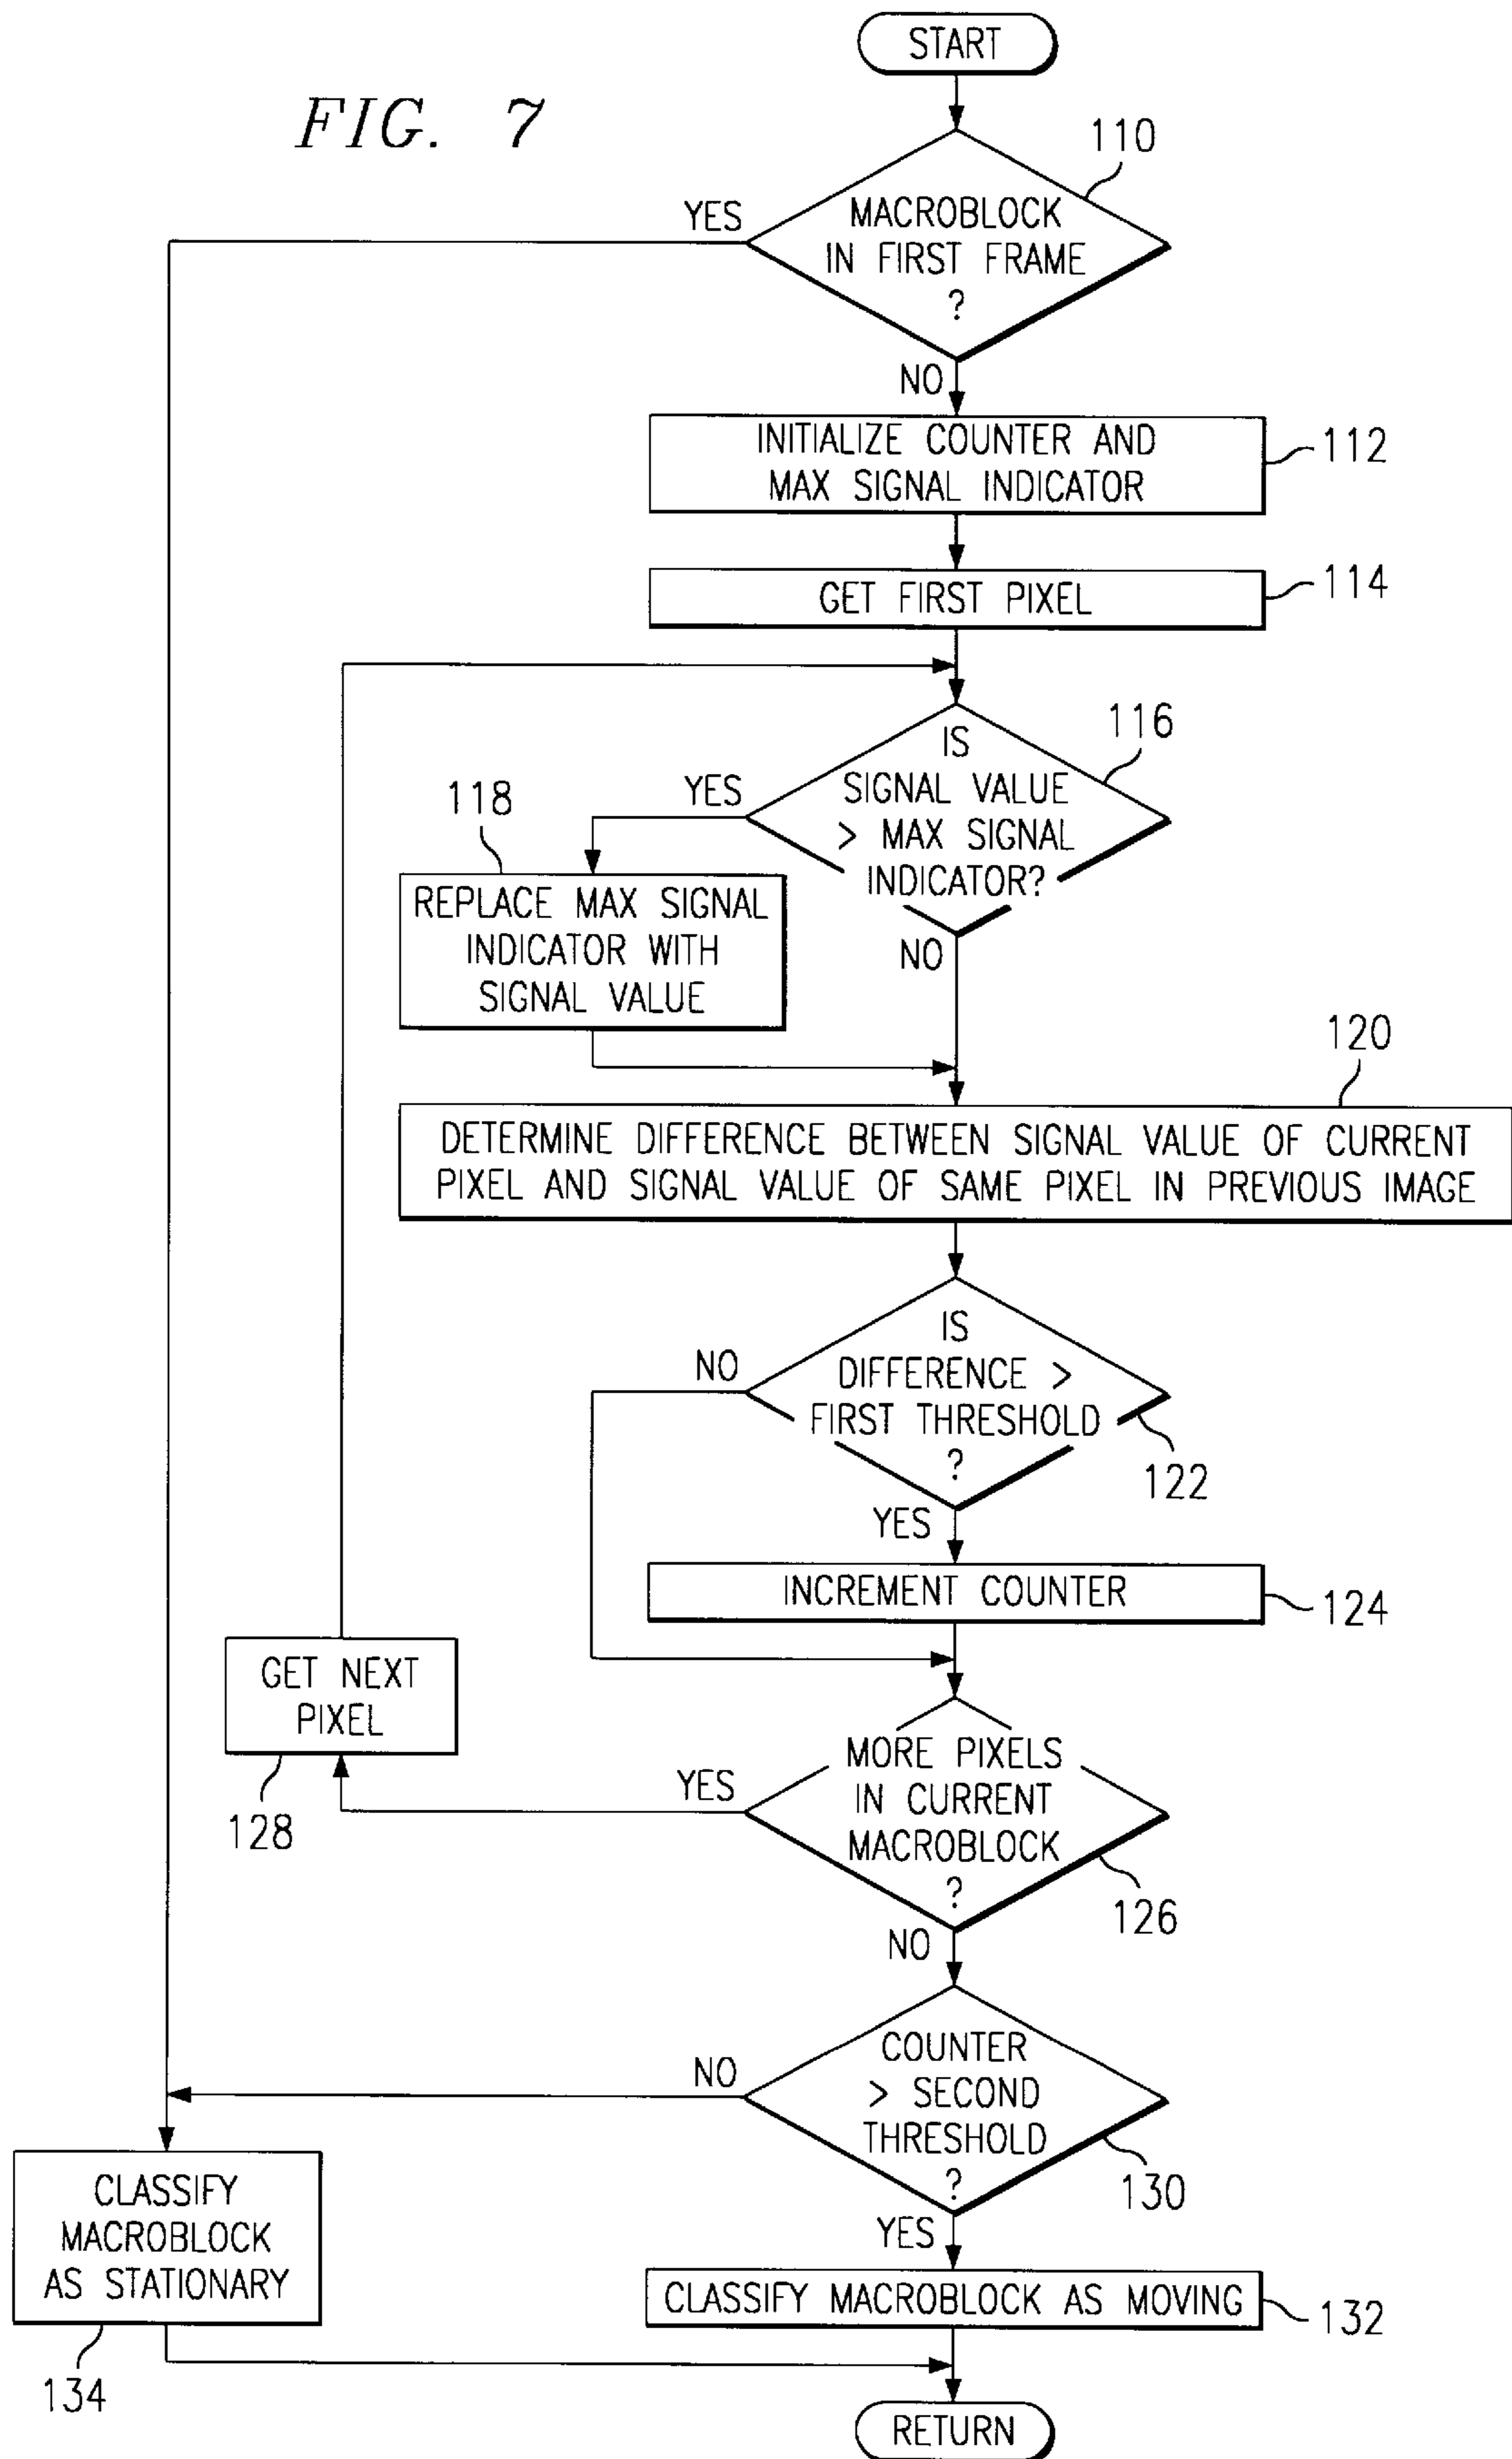 START
FIG. 7
110
YES
MACROBLOCK
IN FIRST FRAME
?
NO
INITIALIZE COUNTER AND
MAX SIGNAL INDICATOR
112
GET FIRST PIXEL
114
116
IS
SIGNAL VALUE
> MAX SIGNAL
INDICATOR?
YES
118
REPLACE MAX SIGNAL
INDICATOR WITH
SIGNAL VALUE
NO
120
DETERMINE DIFFERENCE BETWEEN SIGNAL VALUE OF CURRENT
PIXEL AND SIGNAL VALUE OF SAME PIXEL IN PREVIOUS IMAGE
IS
DIFFERENCE >
FIRST THRESHOLD
?
NO
122
YES
INCREMENT COUNTER
124
GET NEXT
PIXEL
128
YES
MORE PIXELS
IN CURRENT
MACROBLOCK
?
126
NO
COUNTER
> SECOND
THRESHOLD
?
NO
130
YES
CLASSIFY
MACROBLOCK
AS STATIONARY
134
CLASSIFY MACROBLOCK AS MOVING
132
RETURN